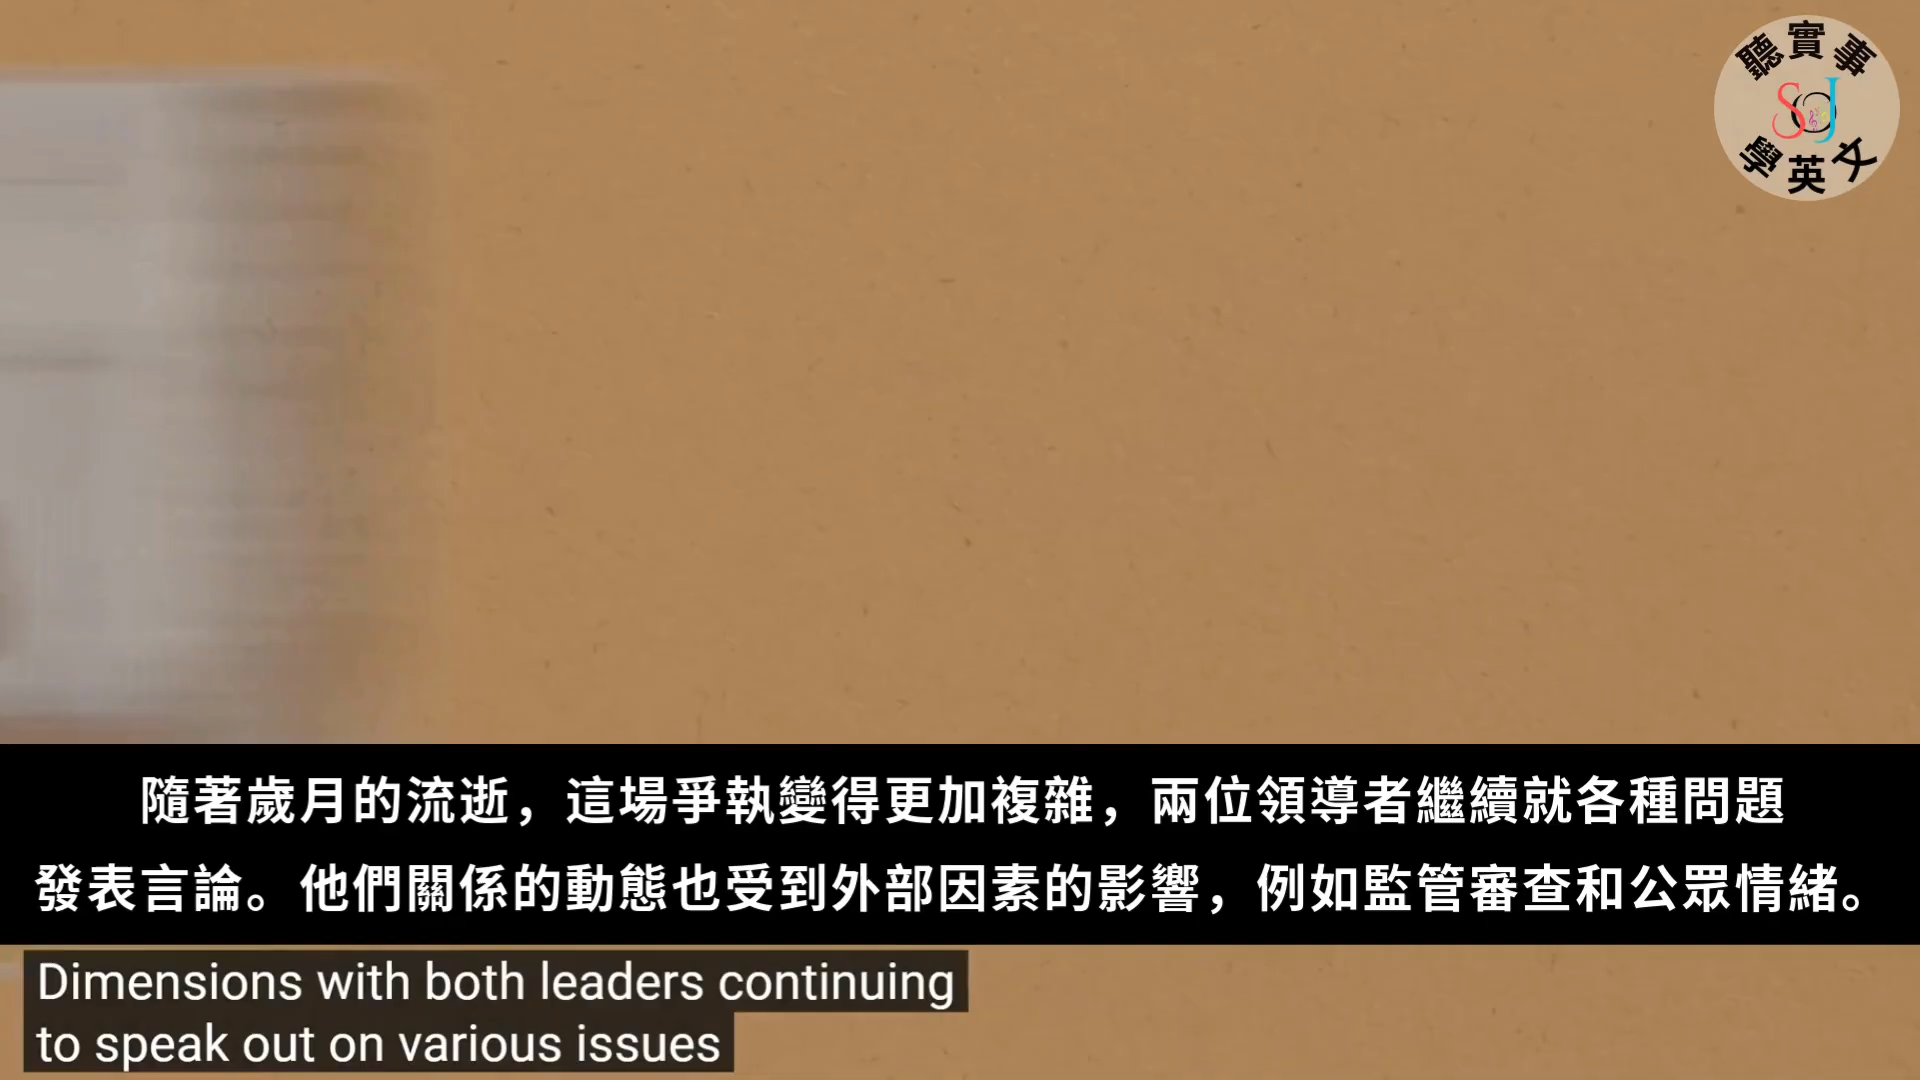 聽實事
SOJ
學英文
隨著歲月的流逝，這場爭執變得更加複雜，兩位領導者繼續就各種問題
發表言論。他們關係的動態也受到外部因素的影響，例如監管審查和公眾情緒。
Dimensions with both leaders continuing
to speak out on various issues